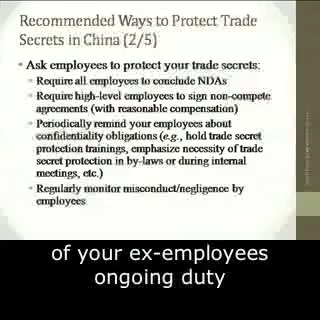 Recommended Ways to Protect Trade
Secrets in China (2/5)
• Ask employees to protect your trade secrets:
▫ Require all employees to conclude NDAs
▫ Require high-level employees to sign non-compete
agreements (with reasonable compensation)
▫ Periodically remind your employees about
confidentiality obligations (e.g., hold trade secret
protection trainings, emphasize necessity of trade
secret protection in by-laws or during internal
meetings, etc.)
▫ Regularly monitor misconduct/negligence by
employees
of your ex-employees
ongoing duty